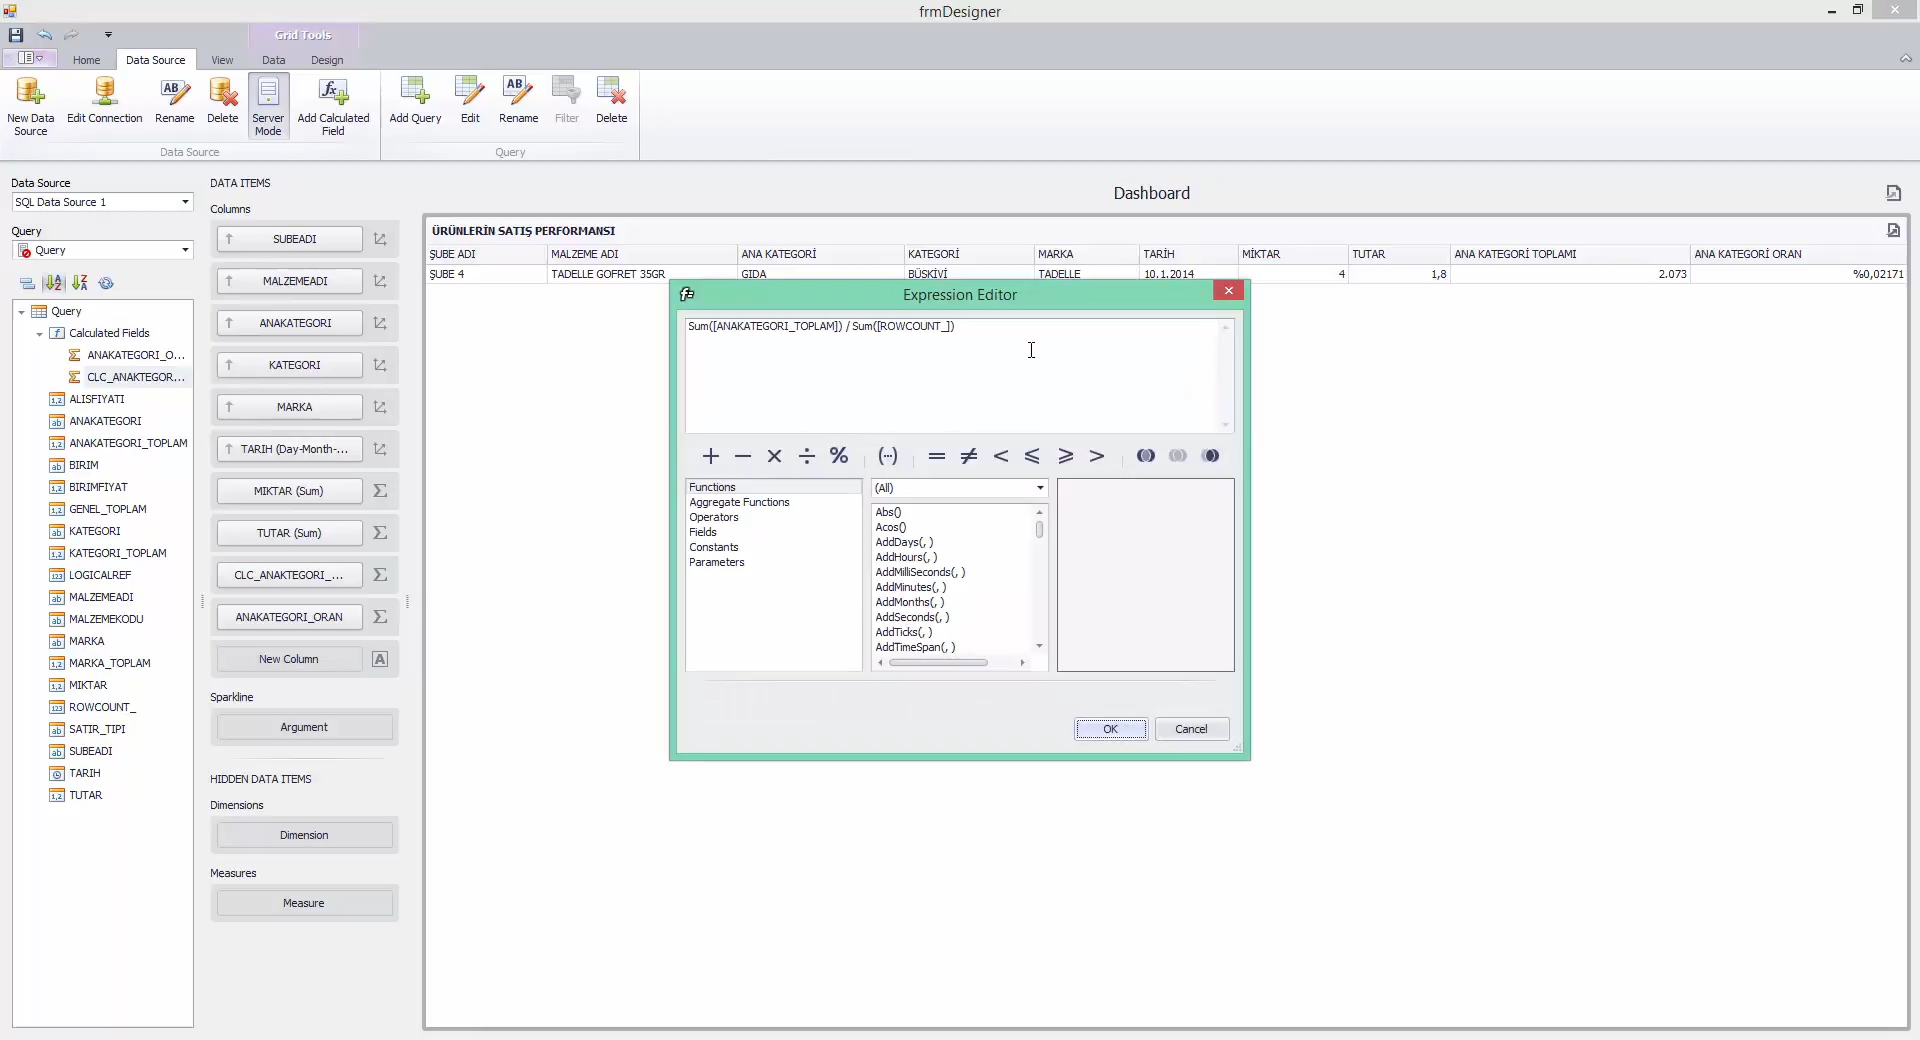 frmDesigner
Grid Tools
Home
Data Source
View
Data
Design
New Data
Source
Edit Connection
Rename
Delete
Server
Mode
Add Calculated
Field
Add Query
Edit
Rename
Filter
Delete
Data Source
Query
Data Source
SQL Data Source 1
Query
Query
Query
Calculated Fields
ANAKATEGORI_O...
CLC_ANAKTEGOR...
ALISFIYATI
ANAKATEGORI
ANAKATEGORI_TOPLAM
BIRIM
BIRIMFIYAT
GENEL_TOPLAM
KATEGORI
KATEGORI_TOPLAM
LOGICALREF
MALZEMEADI
MALZEMEKODU
MARKA
MARKA_TOPLAM
MIKTAR
ROWCOUNT_
SATIR_TIPI
SUBEADI
TARIH
TUTAR
DATA ITEMS
Columns
SUBEADI
MALZEMEADI
ANAKATEGORI
KATEGORI
MARKA
TARIH (Day-Month-...
MIKTAR (Sum)
TUTAR (Sum)
CLC_ANAKTEGORI_...
ANAKATEGORI_ORAN
New Column
Sparkline
Argument
HIDDEN DATA ITEMS
Dimensions
Dimension
Measures
Measure
Dashboard
ÜRÜNLERİN SATIŞ PERFORMANSI
ŞUBE ADI MALZEME ADI ANA KATEGORİ KATEGORİ MARKA TARİH MİKTAR TUTAR ANA KATEGORİ TOPLAMI ANA KATEGORİ ORAN
ŞUBE 4 TADELLE GOFRET 35GR GIDA BÜSKİVİ TADELLE 10.1.2014 4 1,8 2.073 %0,02171
Expression Editor
Sum([ANAKATEGORI_TOPLAM]) / Sum([ROWCOUNT_])
Functions
Aggregate Functions
Operators
Fields
Constants
Parameters
(All)
Abs()
Acos()
AddDays(, )
AddHours(, )
AddMilliSeconds(, )
AddMinutes(, )
AddMonths(, )
AddSeconds(, )
AddTicks(, )
AddTimeSpan(, )
OK
Cancel